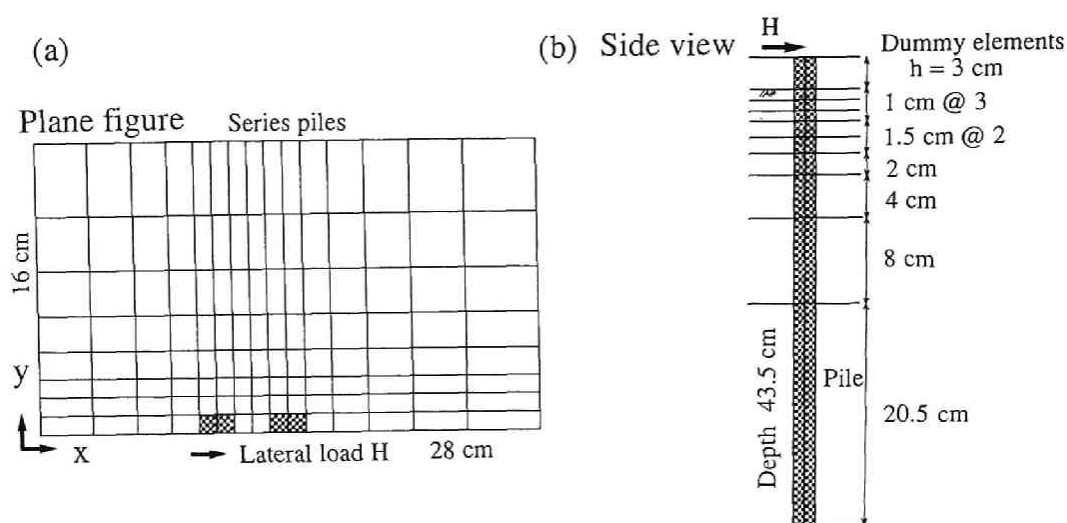 (a)
Plane figure
Series piles
16 cm
y
x
Lateral load H
28 cm
(b) Side view
H
Dummy elements
h = 3 cm
1 cm @ 3
1.5 cm @ 2
2 cm
4 cm
8 cm
Depth 43.5 cm
Pile
20.5 cm